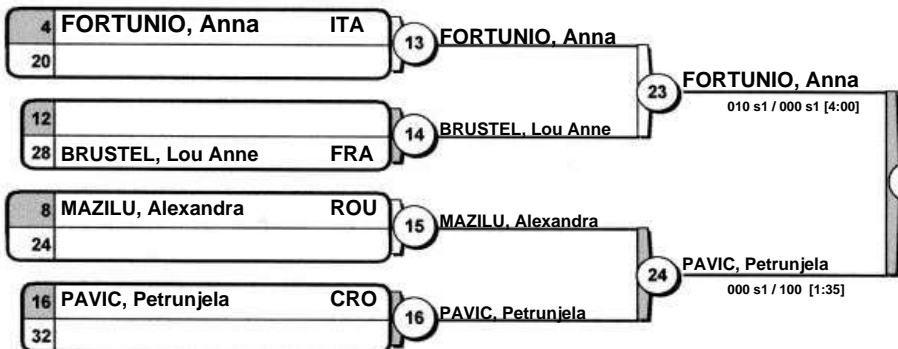 4 FORTUNIO, Anna ITA
20
13 FORTUNIO, Anna
12
28 BRUSTEL, Lou Anne FRA
14 BRUSTEL, Lou Anne
23 FORTUNIO, Anna
010 s1 / 000 s1 [4:00]
8 MAZILU, Alexandra ROU
24
15 MAZILU, Alexandra
16 PAVIC, Petrunjela CRO
32
16 PAVIC, Petrunjela
24 PAVIC, Petrunjela
000 s1 / 100 [1:35]